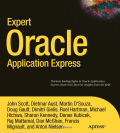 Expert
Oracle
Application Express
John Scott, Dietmar Aust, Martin D'Souza,
Doug Gault, Dimitri Gielis, Roel Hartman, Michael
Hichwa, Sharon Kennedy, Denes Kubicek,
Raj Mattamal, Dan McGhan, Francis
Mignault, and Anton Nielsen